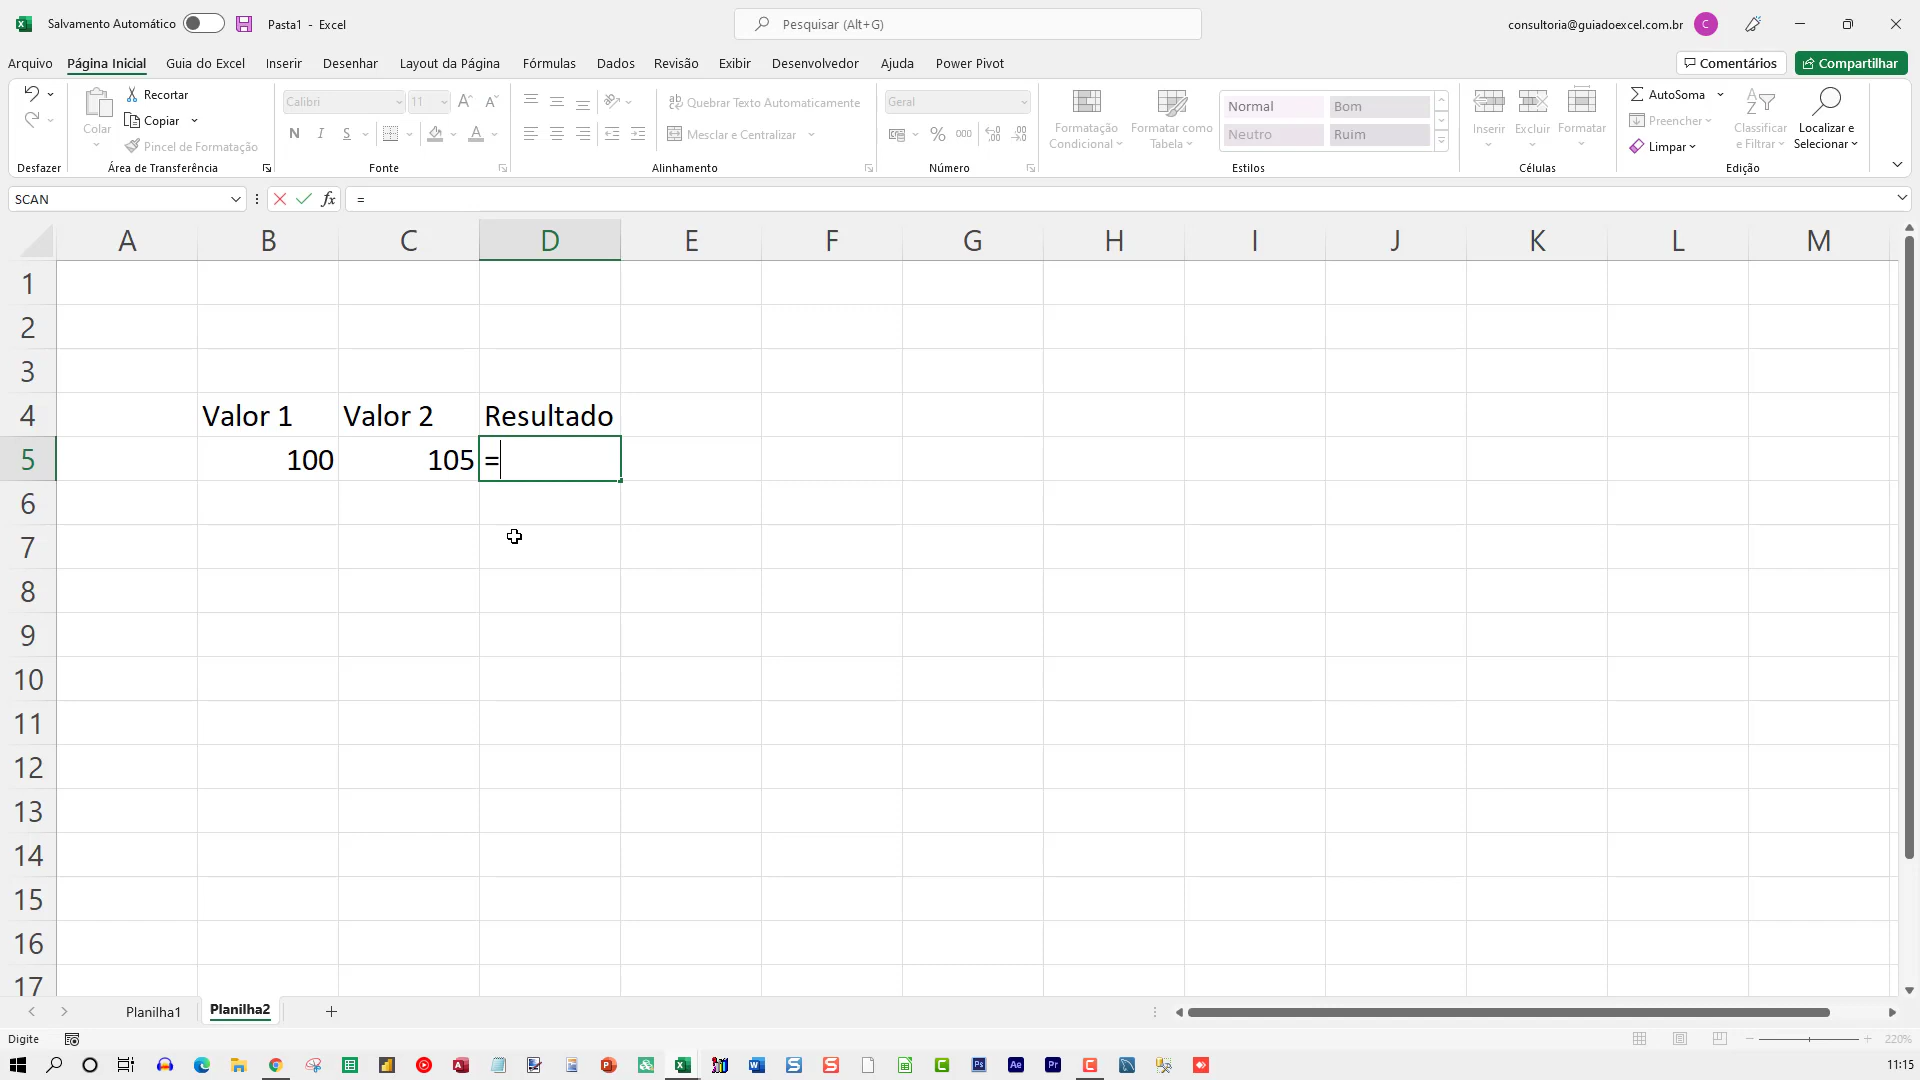 Salvamento Automático
Pasta1 - Excel
Pesquisar (Alt+G)
consultoria@guiadoexcel.com.br
C
Arquivo
Página Inicial
Guia do Excel
Inserir
Desenhar
Layout da Página
Fórmulas
Dados
Revisão
Exibir
Desenvolvedor
Ajuda
Power Pivot
Comentários
Compartilhar
Desfazer
Colar
Recortar
Copiar
Pincel de Formatação
Área de Transferência
Calibri
11
N I S
Fonte
Quebrar Texto Automaticamente
Mesclar e Centralizar
Alinhamento
Geral
% 000
Número
Formatação
Condicional
Formatar como
Tabela
Normal
Bom
Neutro
Ruim
Estilos
Inserir
Excluir
Formatar
Células
AutoSoma
Preencher
Limpar
Classificar
e Filtrar
Localizar e
Selecionar
Edição
SCAN
fx
=
A B C D E F G H I J K L M
1
2
3
4 Valor 1 Valor 2 Resultado
5 100 105 =
6
7
8
9
10
11
12
13
14
15
16
17
Planilha1
Planilha2
Digite
220%
11:15